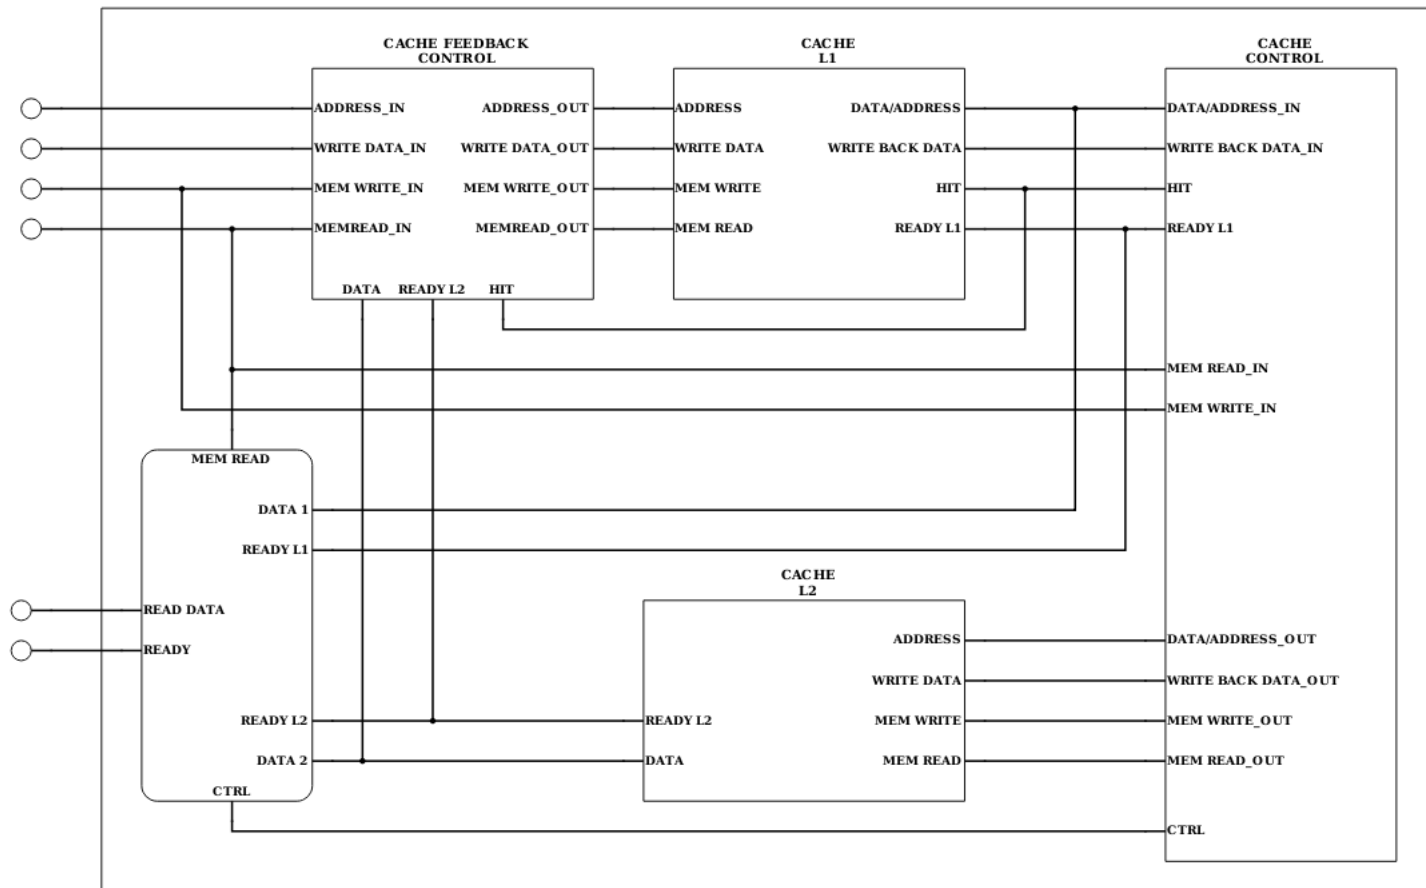 CACHE FEEDBACK
CONTROL
CACHE
L1
CACHE
CONTROL
ADDRESS_IN
ADDRESS_OUT
ADDRESS
DATA/ADDRESS
DATA/ADDRESS_IN
WRITE DATA_IN
WRITE DATA_OUT
WRITE DATA
WRITE BACK DATA
WRITE BACK DATA_IN
MEM WRITE_IN
MEM WRITE_OUT
MEM WRITE
HIT
HIT
MEMREAD_IN
MEMREAD_OUT
MEM READ
READY L1
READY L1
DATA
READY L2
HIT
MEM READ_IN
MEM WRITE_IN
MEM READ
DATA 1
READY L1
CACHE
L2
READ DATA
READY
ADDRESS
DATA/ADDRESS_OUT
WRITE DATA
WRITE BACK DATA_OUT
READY L2
READY L2
MEM WRITE
MEM WRITE_OUT
DATA 2
DATA
MEM READ
MEM READ_OUT
CTRL
CTRL